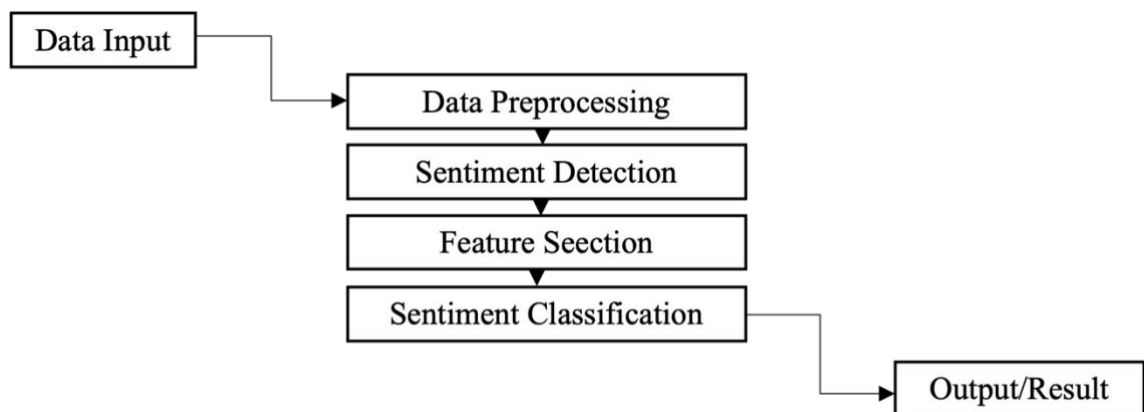 Data Input
Data Preprocessing
Sentiment Detection
Feature Seection
Sentiment Classification
Output/Result